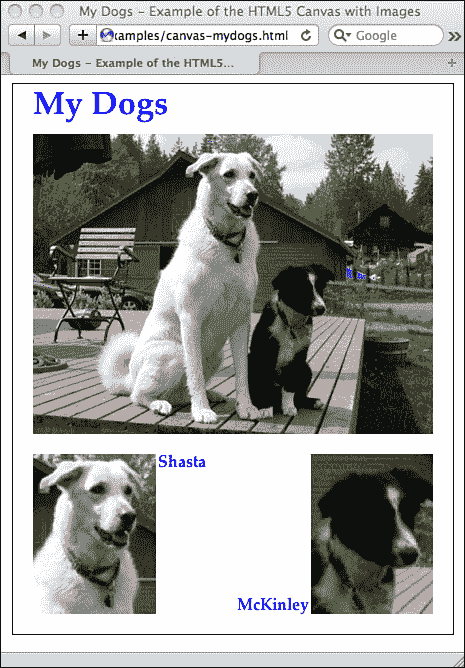 My Dogs – Example of the HTML5 Canvas with Images
xamples/canvas-mydogs.html
Google
My Dogs – Example of the HTML5...
My Dogs
Shasta
McKinley